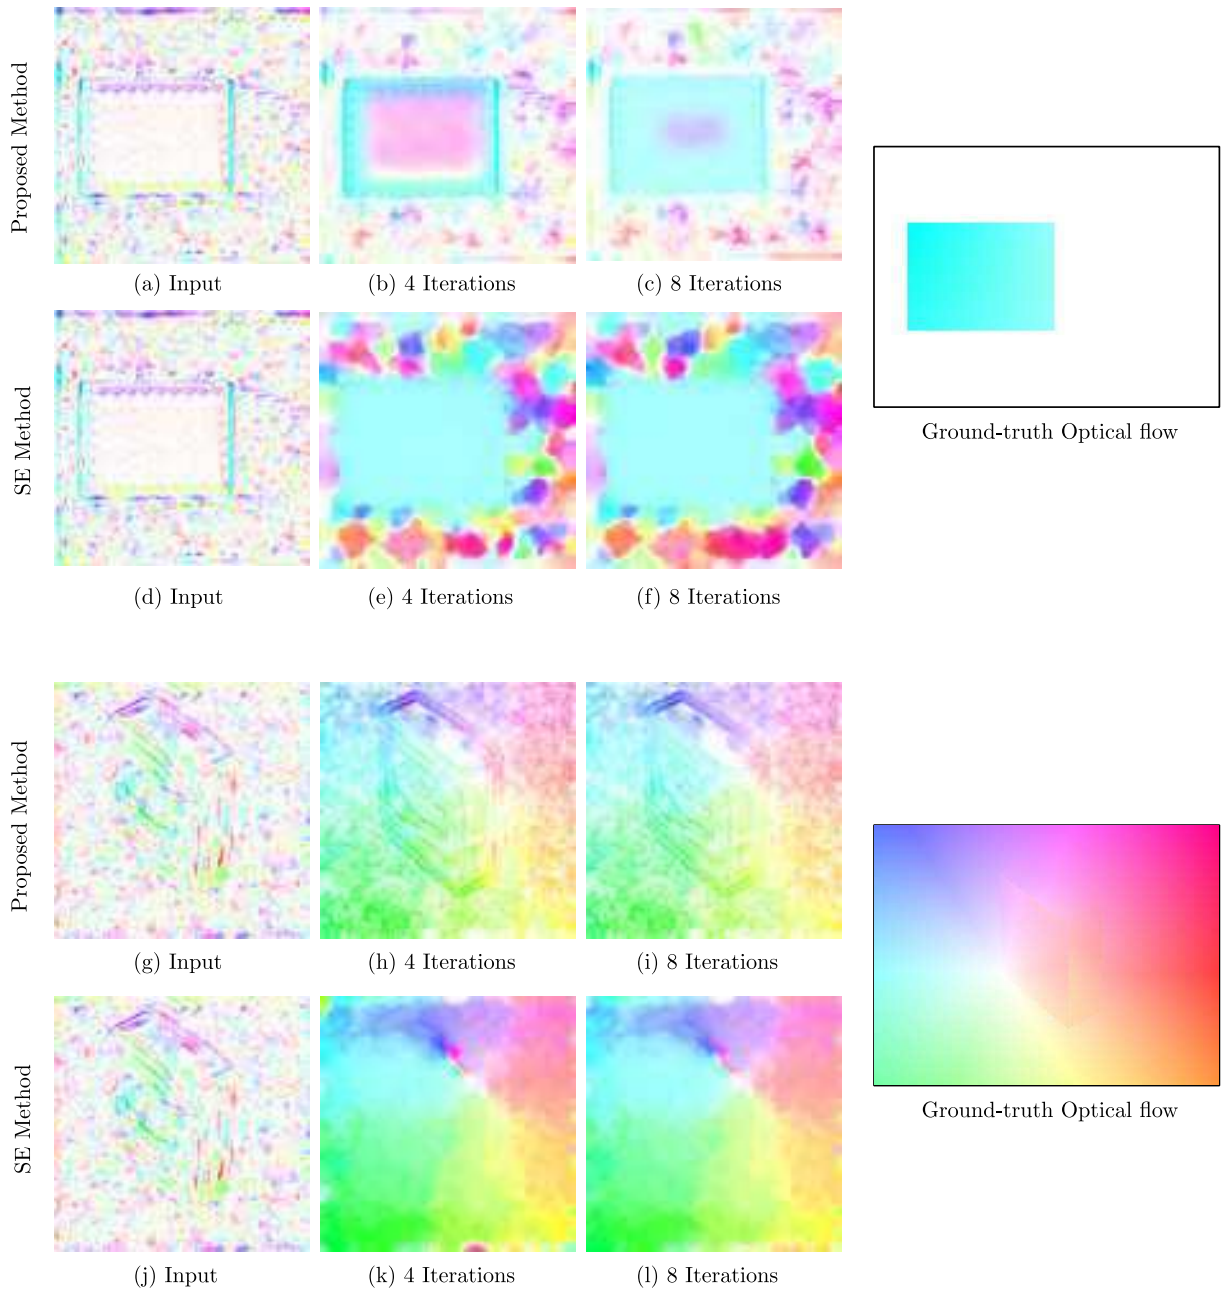 Proposed Method
(a) Input
(b) 4 Iterations
(c) 8 Iterations
SE Method
Ground-truth Optical flow
(d) Input
(e) 4 Iterations
(f) 8 Iterations
Proposed Method
(g) Input
(h) 4 Iterations
(i) 8 Iterations
SE Method
Ground-truth Optical flow
(j) Input
(k) 4 Iterations
(l) 8 Iterations